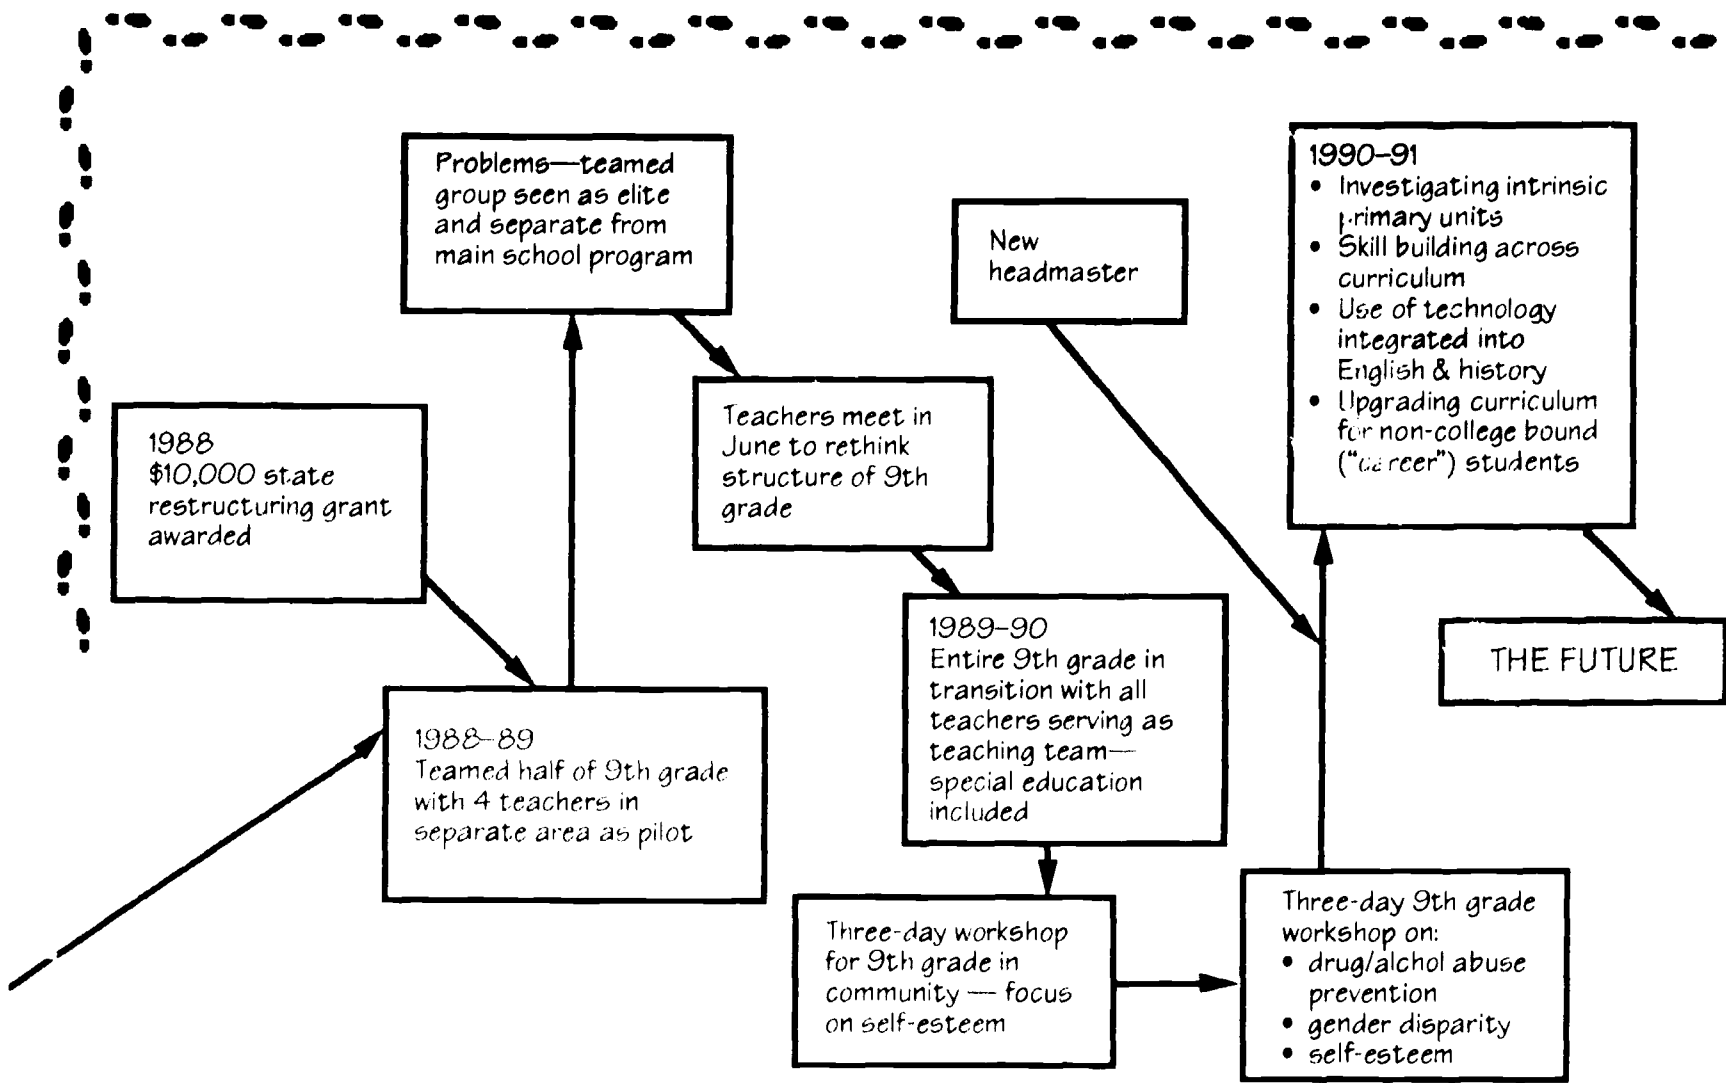 Problems—teamed
group seen as elite
and separate from
main school program
1990–91
• Investigating intrinsic
primary units
• Skill building across
curriculum
• Use of technology
integrated into
English & history
• Upgrading curriculum
for non-college bound
("career") students
New
headmaster
Teachers meet in
June to rethink
structure of 9th
grade
1988
$10,000 state
restructuring grant
awarded
1989–90
Entire 9th grade in
transition with all
teachers serving as
teaching team—
special education
included
THE FUTURE
1988–89
Teamed half of 9th grade
with 4 teachers in
separate area as pilot
Three-day workshop
for 9th grade in
community — focus
on self-esteem
Three-day 9th grade
workshop on:
• drug/alchol abuse
prevention
• gender disparity
• self-esteem